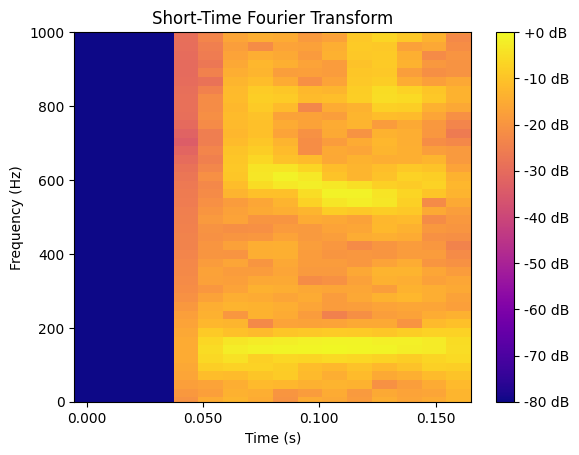 Short-Time Fourier Transform
1000
800
600
400
200
0
Frequency (Hz)
0.000
0.050
0.100
0.150
Time (s)
+0 dB
-10 dB
-20 dB
-30 dB
-40 dB
-50 dB
-60 dB
-70 dB
-80 dB